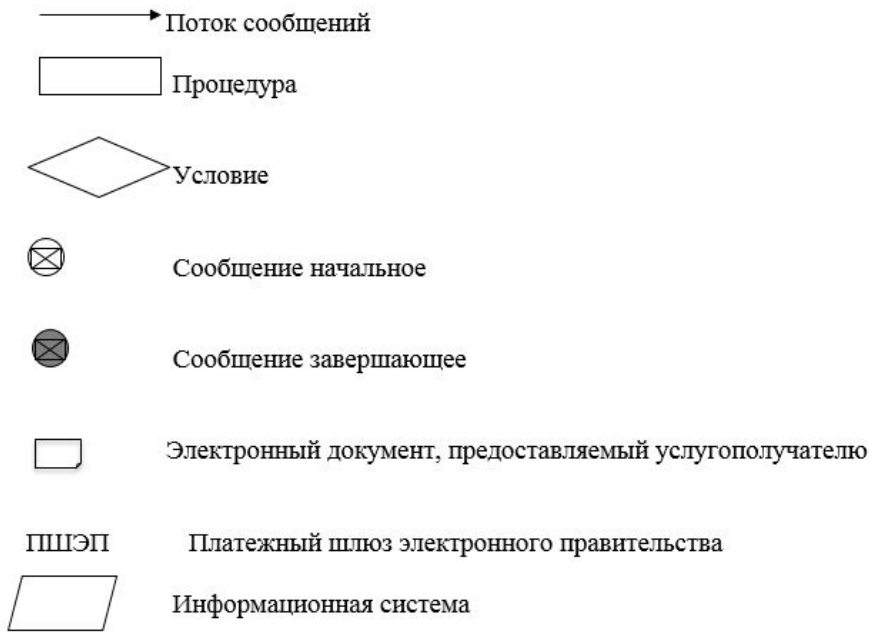 Поток сообщений
Процедура
Условие
Сообщение начальное
Сообщение завершающее
Электронный документ, предоставляемый услугополучателю
ПШЭП Платежный шлюз электронного правительства
Информационная система